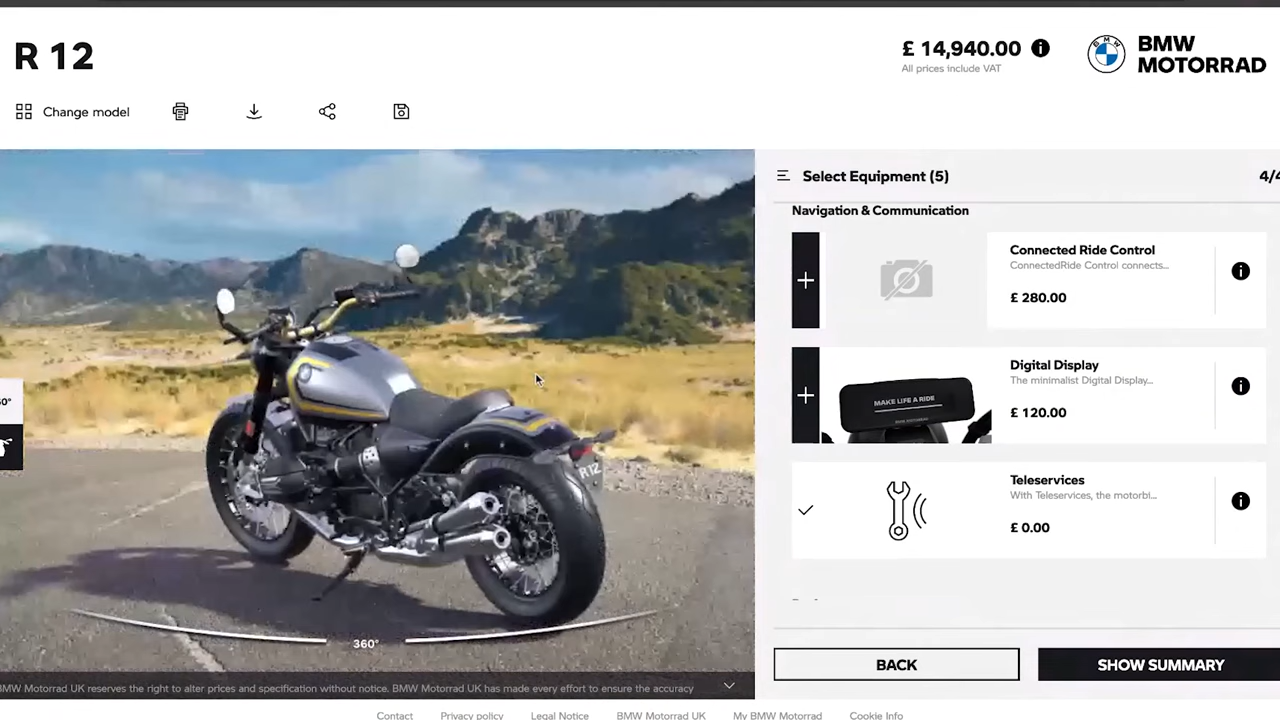 R 12
£ 14,940.00
All prices include VAT
BMW
MOTORRAD
Change model
Select Equipment (5)
4/4
Navigation & Communication
Connected Ride Control
ConnectedRide Control connects...
£ 280.00
Digital Display
The minimalist Digital Display...
£ 120.00
MAKE LIFE A RIDE
Teleservices
With Teleservices, the motorbi...
£ 0.00
R12
360°
BACK
SHOW SUMMARY
BMW Motorrad UK reserves the right to alter prices and specification without notice. BMW Motorrad UK has made every effort to ensure the accuracy
Contact
Privacy policy
Legal Notice
BMW Motorrad UK
My BMW Motorrad
Cookie Info